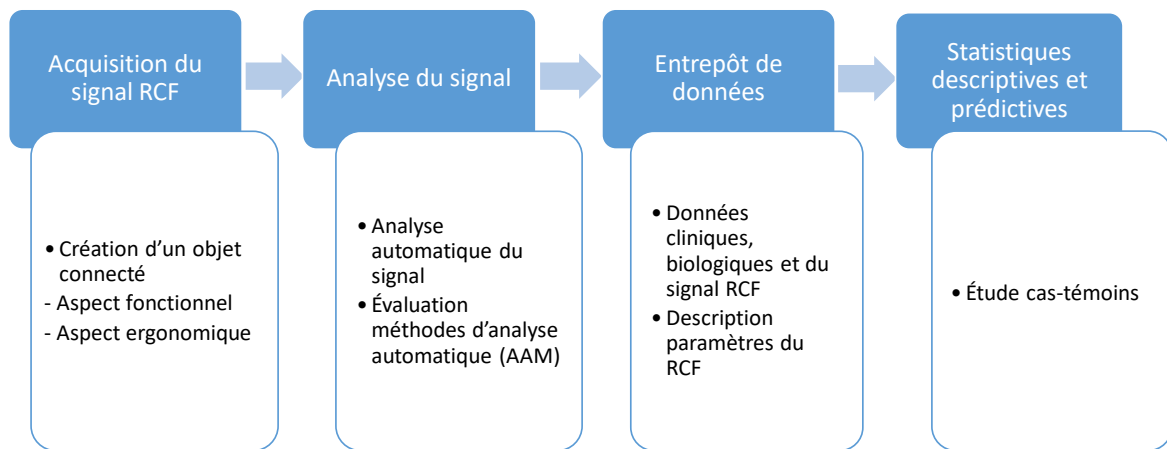 Acquisition du
signal RCF
• Création d’un objet
connecté
- Aspect fonctionnel
- Aspect ergonomique
Analyse du signal
• Analyse
automatique du
signal
• Évaluation
méthodes d’analyse
automatique (AAM)
Entrepôt de
données
• Données
cliniques,
biologiques et du
signal RCF
• Description
paramètres du
RCF
Statistiques
descriptives et
prédictives
• Étude cas-témoins